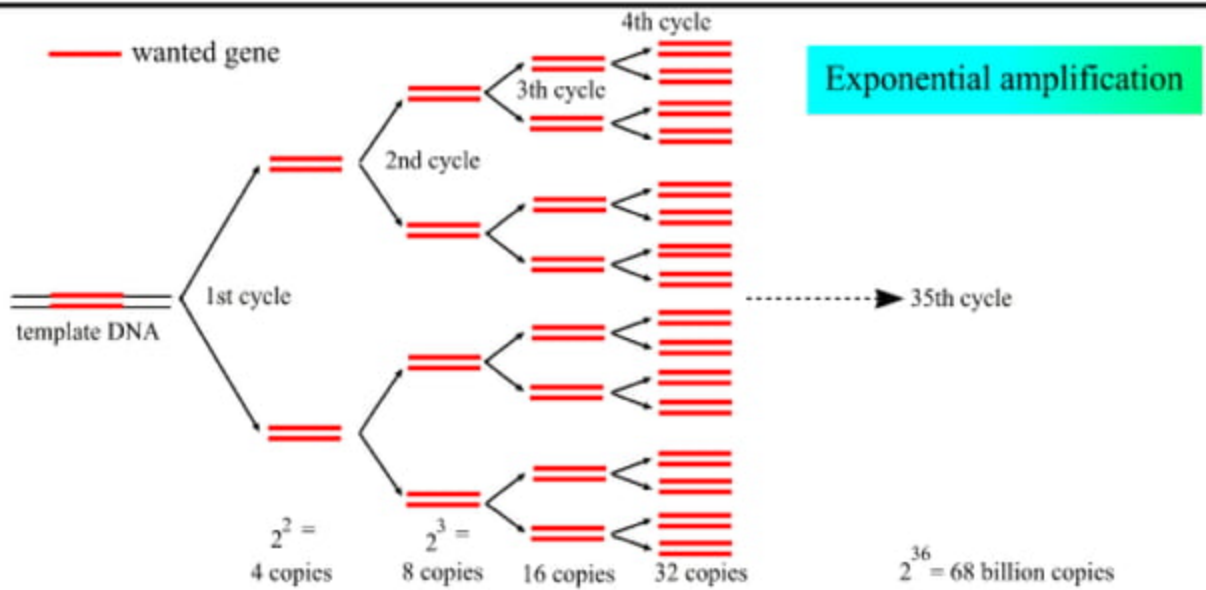 4th cycle
wanted gene
Exponential amplification
3th cycle
2nd cycle
1st cycle
35th cycle
template DNA
2² =
4 copies
2³ =
8 copies
16 copies
32 copies
2³⁶ = 68 billion copies